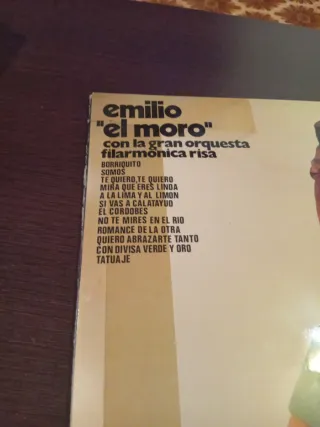 emilio
"el moro"
con la gran orquesta
filarmonica risa
BORRIQUITO
SOMOS
TE QUIERO, TE QUIERO
MIRA QUE ERES LINDA
A LA LIMA Y AL LIMON
SI VAS A CALATAYUD
EL CORDOBES
NO TE MIRES EN EL RIO
ROMANCE DE LA OTRA
QUIERO ABRAZARTE TANTO
CON DIVISA VERDE Y ORO
TATUAJE